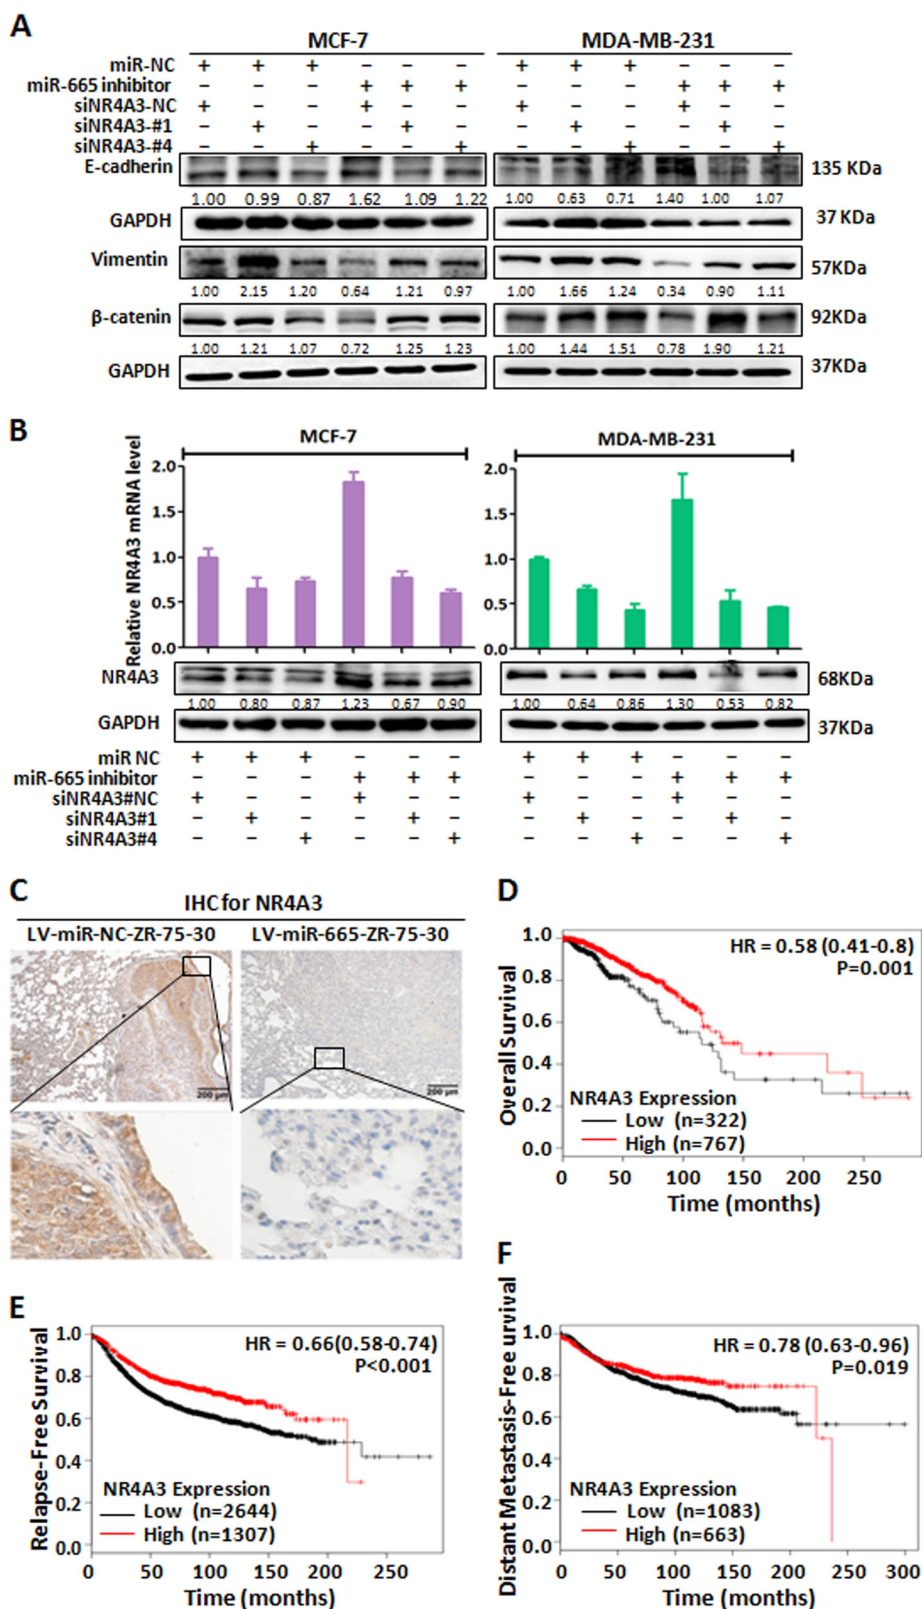 A
MCF-7 MDA-MB-231
miR-NC + + + – – – + + + – – –
miR-665 inhibitor – – – + + + – – – + + +
siNR4A3-NC + – – + – – + – – + – –
siNR4A3-#1 – + – – + – – + – – + –
siNR4A3-#4 – – + – – + – – + – – +
E-cadherin 135 KDa
1.00 0.99 0.87 1.62 1.09 1.22 1.00 0.63 0.71 1.40 1.00 1.07
GAPDH 37 KDa
Vimentin 57KDa
1.00 2.15 1.20 0.64 1.21 0.97 1.00 1.66 1.24 0.34 0.90 1.11
β-catenin 92KDa
1.00 1.21 1.07 0.72 1.25 1.23 1.00 1.44 1.51 0.78 1.90 1.21
GAPDH 37KDa
B
MCF-7 MDA-MB-231
Relative NR4A3 mRNA level
2.0 2.0
1.5 1.5
1.0 1.0
0.5 0.5
0.0 0.0
NR4A3 68KDa
1.00 0.80 0.87 1.23 0.67 0.90 1.00 0.64 0.86 1.30 0.53 0.82
GAPDH 37KDa
miR NC + + + – – – + + + – – –
miR-665 inhibitor – – – + + + – – – + + +
siNR4A3#NC + – – + – – + – – + – –
siNR4A3#1 – + – – + – – + – – + –
siNR4A3#4 – – + – – + – – + – – +
C
IHC for NR4A3
LV-miR-NC-ZR-75-30 LV-miR-665-ZR-75-30
200 μm 200 μm
D
Overall Survival
1.0
0.8
0.6
0.4
0.2
0.0
HR = 0.58 (0.41-0.8)
P=0.001
NR4A3 Expression
Low (n=322)
High (n=767)
0 50 100 150 200 250
Time (months)
E
Relapse-Free Survival
1.0
0.8
0.6
0.4
0.2
0.0
HR = 0.66(0.58-0.74)
P<0.001
NR4A3 Expression
Low (n=2644)
High (n=1307)
0 50 100 150 200 250
Time (months)
F
Distant Metastasis-Free urvival
1.0
0.8
0.6
0.4
0.2
0.0
HR = 0.78 (0.63-0.96)
P=0.019
NR4A3 Expression
Low (n=1083)
High (n=663)
0 50 100 150 200 250 300
Time (months)